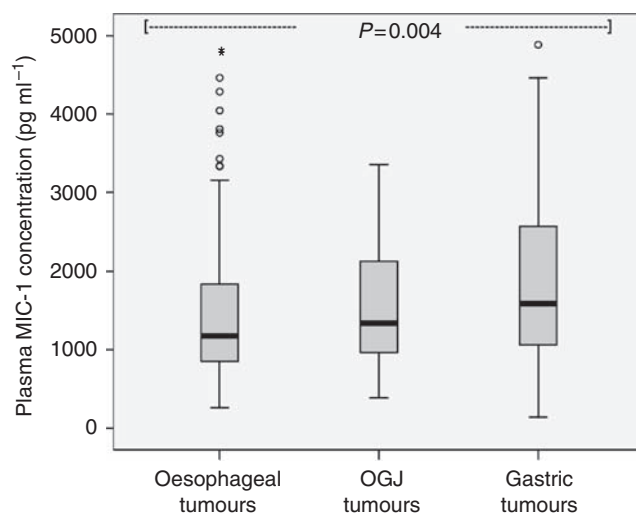 P=0.004
Plasma MIC-1 concentration (pg ml⁻¹)
5000
4000
3000
2000
1000
0
Oesophageal tumours
OGJ tumours
Gastric tumours